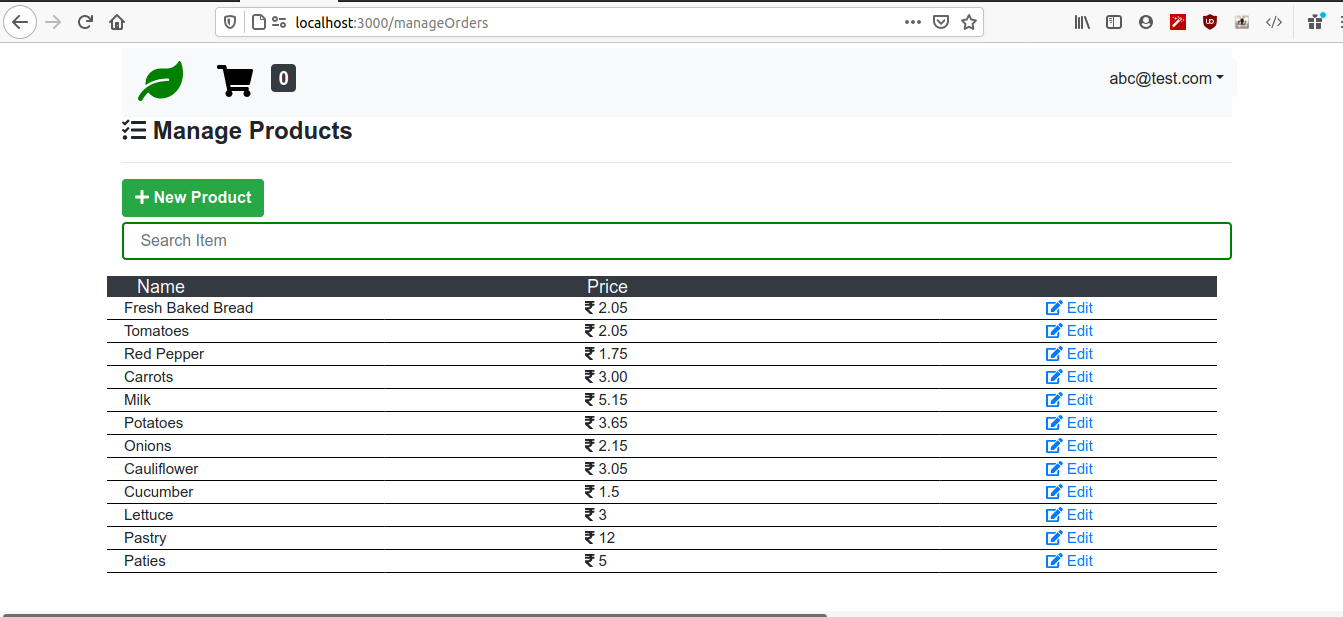 localhost:3000/manageOrders
0 abc@test.com
Manage Products
New Product
Search Item
Name Price
Fresh Baked Bread ₹ 2.05 Edit
Tomatoes ₹ 2.05 Edit
Red Pepper ₹ 1.75 Edit
Carrots ₹ 3.00 Edit
Milk ₹ 5.15 Edit
Potatoes ₹ 3.65 Edit
Onions ₹ 2.15 Edit
Cauliflower ₹ 3.05 Edit
Cucumber ₹ 1.5 Edit
Lettuce ₹ 3 Edit
Pastry ₹ 12 Edit
Paties ₹ 5 Edit